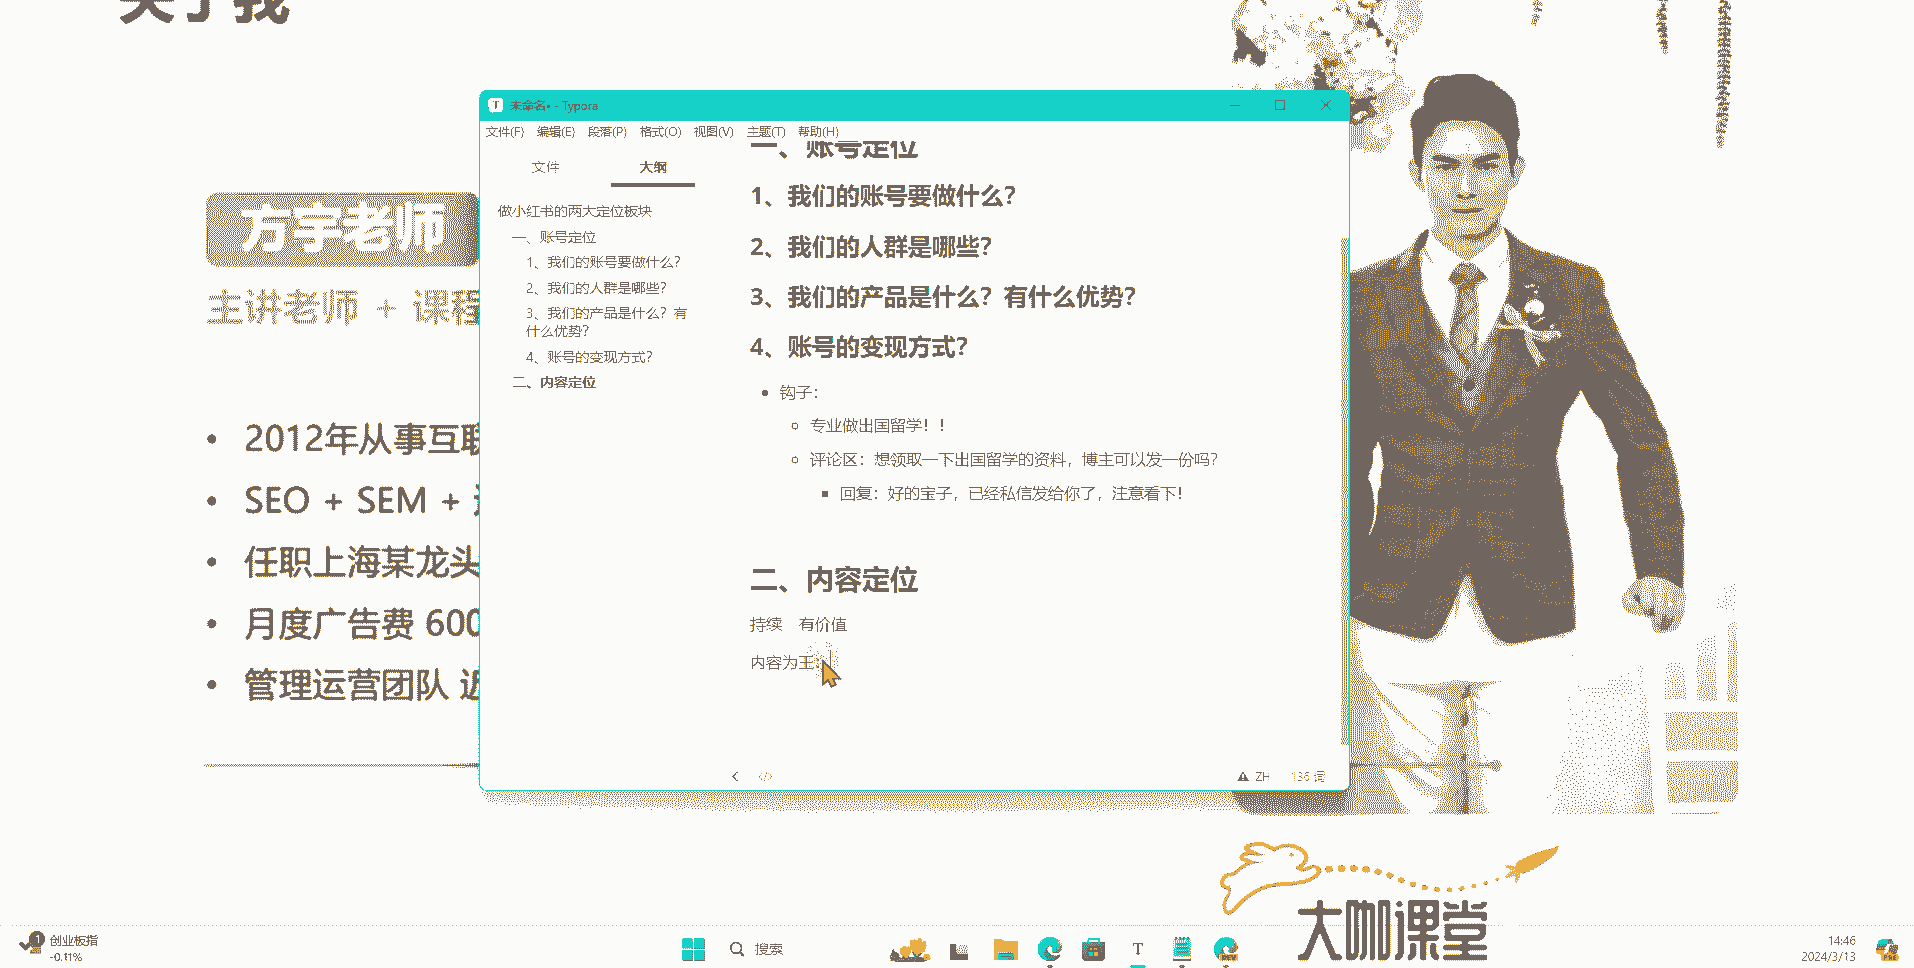 关于我
方宇老师
主讲老师 + 课程
2012年从事互联
SEO + SEM +
任职上海某龙头
月度广告费 600
管理运营团队 近
未命名• - Typora
文件(F) 编辑(E) 段落(P) 格式(O) 视图(V) 主题(T) 帮助(H)
文件 大纲
做小红书的两大定位板块
一、账号定位
1、我们的账号要做什么?
2、我们的人群是哪些?
3、我们的产品是什么？有
什么优势?
4、账号的变现方式?
二、内容定位
一、账号定位
1、我们的账号要做什么?
2、我们的人群是哪些?
3、我们的产品是什么？有什么优势?
4、账号的变现方式?
钩子：
专业做出国留学！！
评论区：想领取一下出国留学的资料，博主可以发一份吗?
回复：好的宝子，已经私信发给你了，注意看下!
二、内容定位
持续 有价值
内容为王
</> ZH 136 词
大咖课堂
1
创业板指
-0.11%
搜索
T
DEV
14:46
2024/3/13
PRE